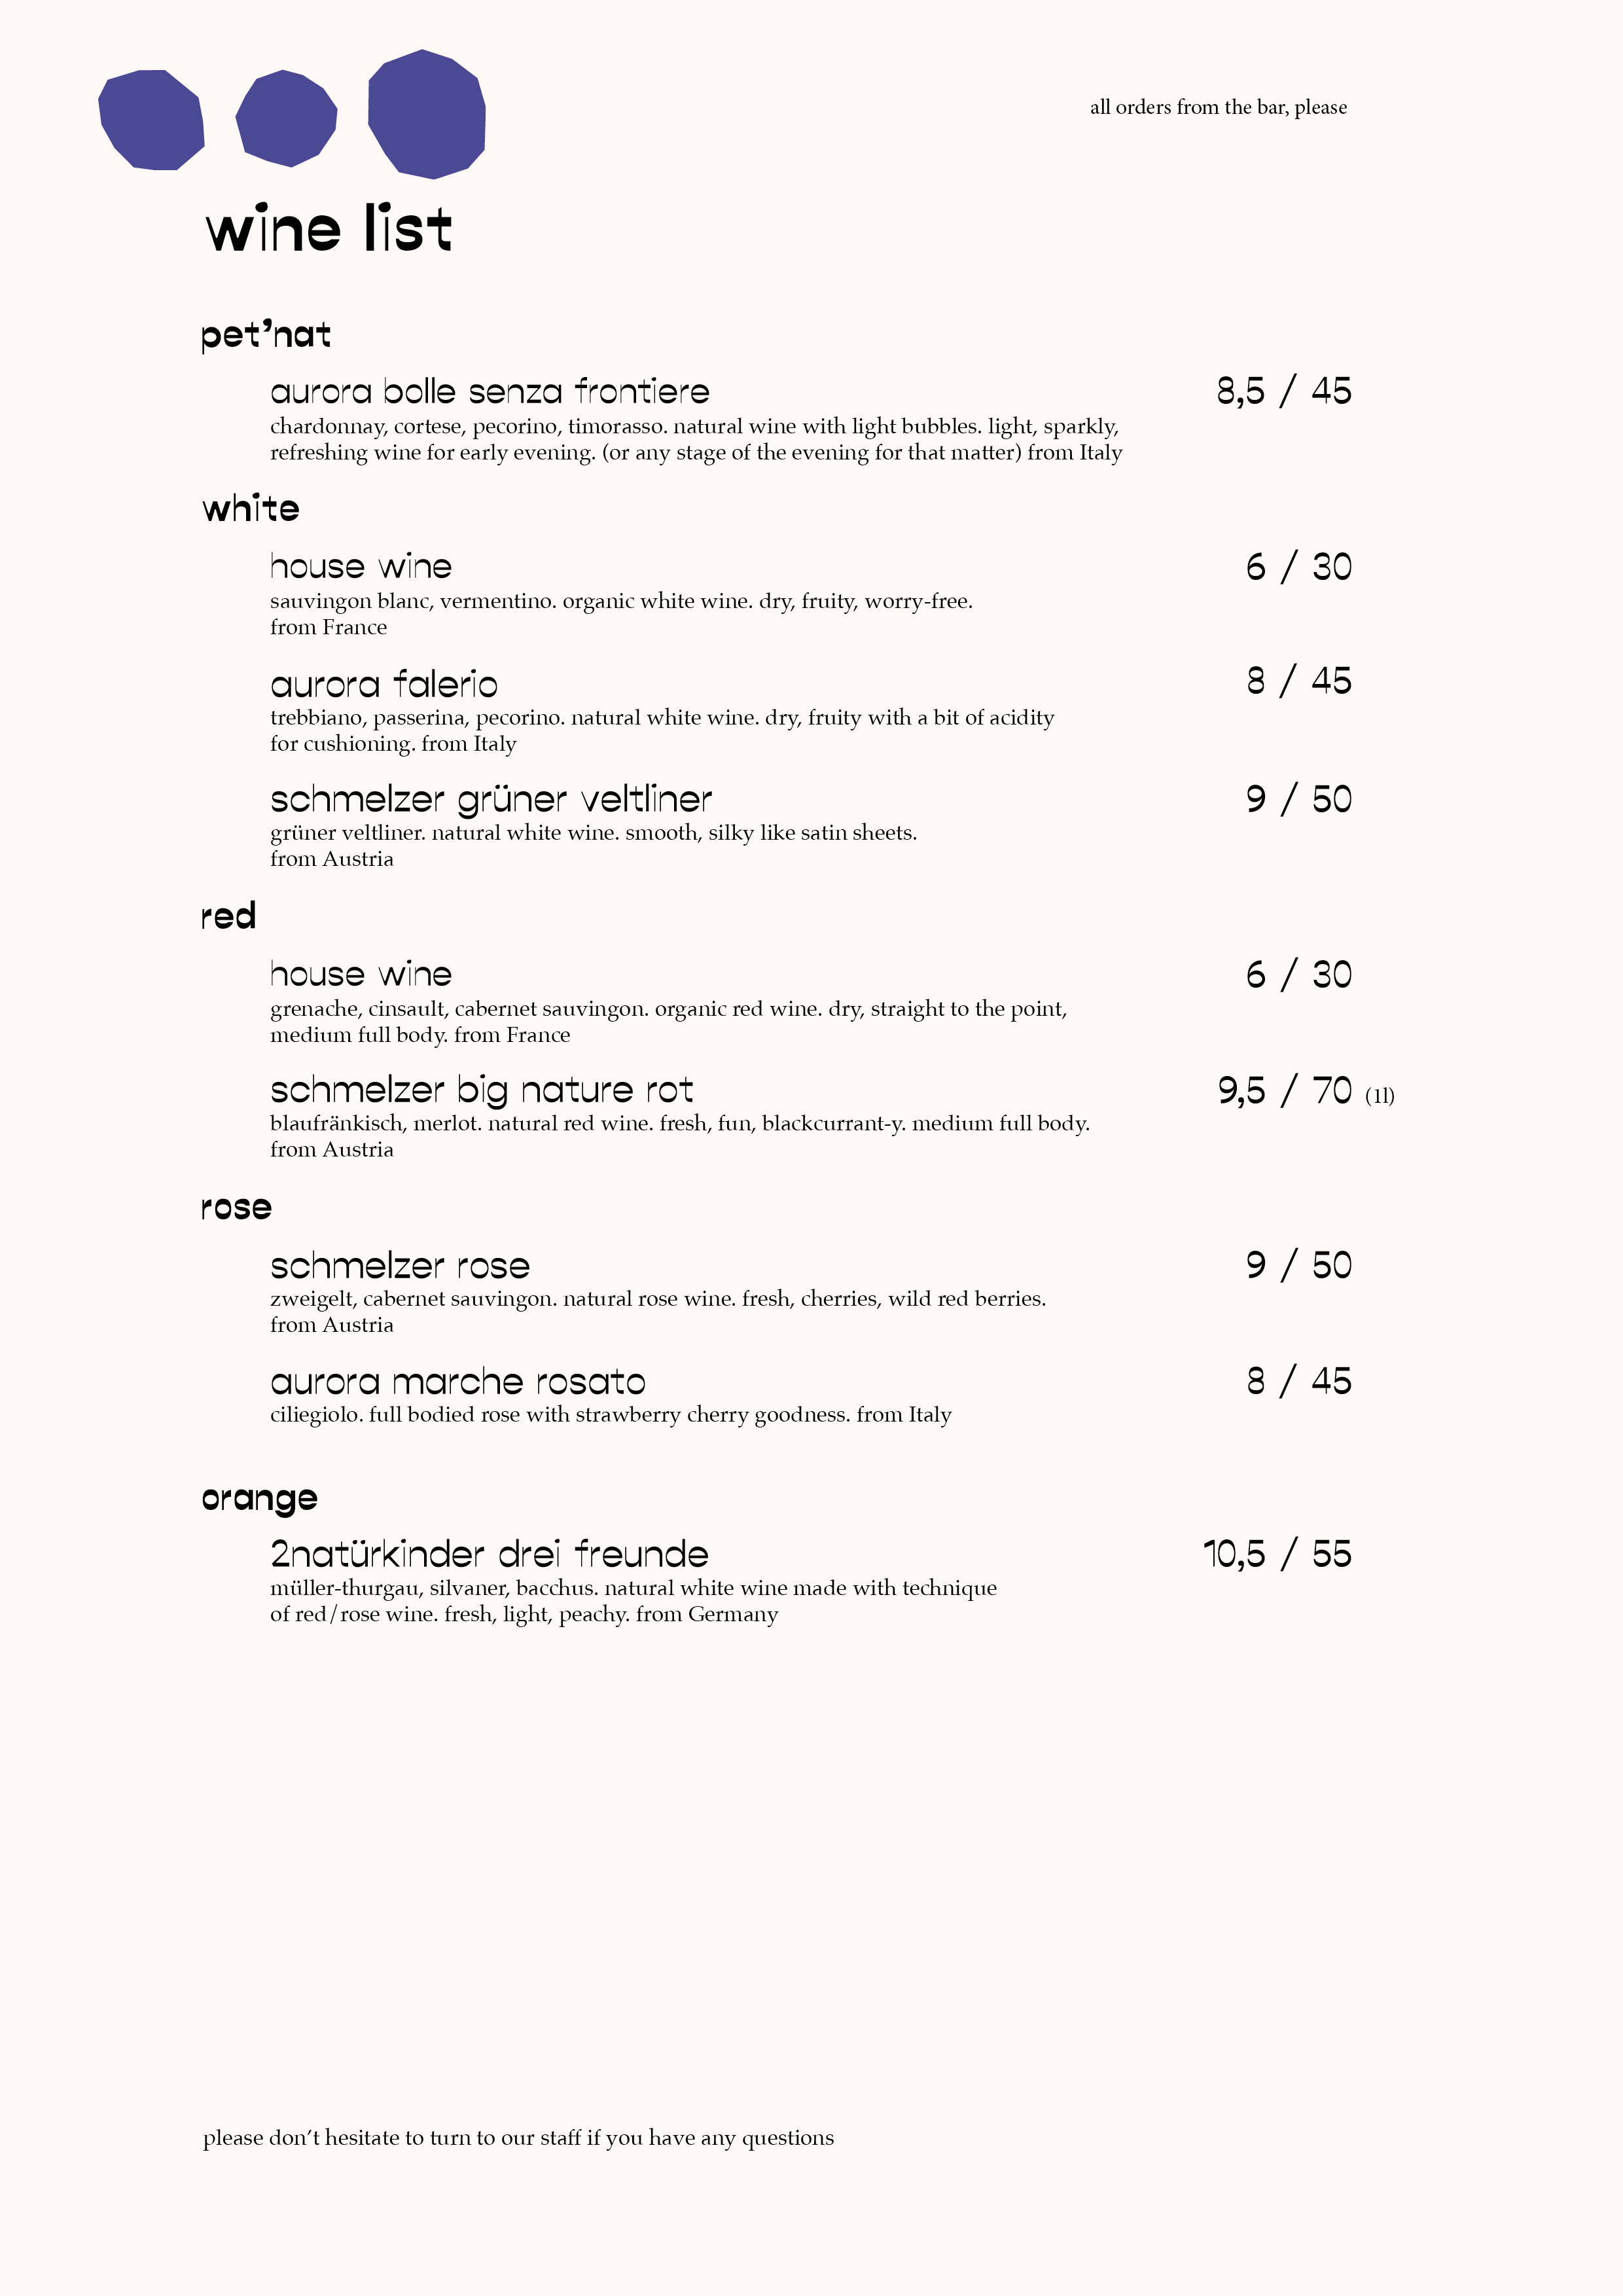 all orders from the bar, please
wine list
pet’nat
aurora bolle senza frontiere 8,5 / 45
chardonnay, cortese, pecorino, timorasso. natural wine with light bubbles. light, sparkly,
refreshing wine for early evening. (or any stage of the evening for that matter) from Italy
white
house wine 6 / 30
sauvingon blanc, vermentino. organic white wine. dry, fruity, worry-free.
from France
aurora falerio 8 / 45
trebbiano, passerina, pecorino. natural white wine. dry, fruity with a bit of acidity
for cushioning. from Italy
schmelzer grüner veltliner 9 / 50
grüner veltliner. natural white wine. smooth, silky like satin sheets.
from Austria
red
house wine 6 / 30
grenache, cinsault, cabernet sauvingon. organic red wine. dry, straight to the point,
medium full body. from France
schmelzer big nature rot 9,5 / 70 (1l)
blaufränkisch, merlot. natural red wine. fresh, fun, blackcurrant-y. medium full body.
from Austria
rose
schmelzer rose 9 / 50
zweigelt, cabernet sauvingon. natural rose wine. fresh, cherries, wild red berries.
from Austria
aurora marche rosato 8 / 45
ciliegiolo. full bodied rose with strawberry cherry goodness. from Italy
orange
2natürkinder drei freunde 10,5 / 55
müller-thurgau, silvaner, bacchus. natural white wine made with technique
of red/rose wine. fresh, light, peachy. from Germany
please don’t hesitate to turn to our staff if you have any questions